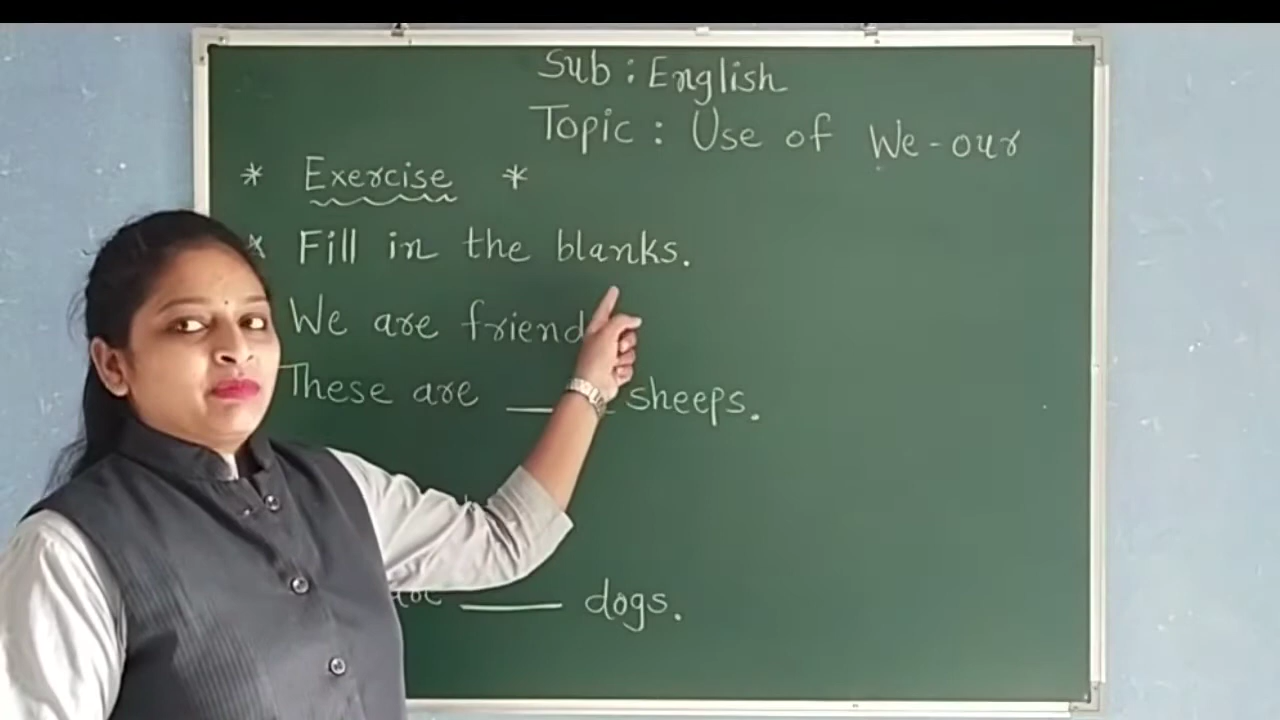 Sub : English
Topic : Use of We - our
* Exercise *
* Fill in the blanks.
We are friend
These are ___ sheeps.
are ___ dogs.